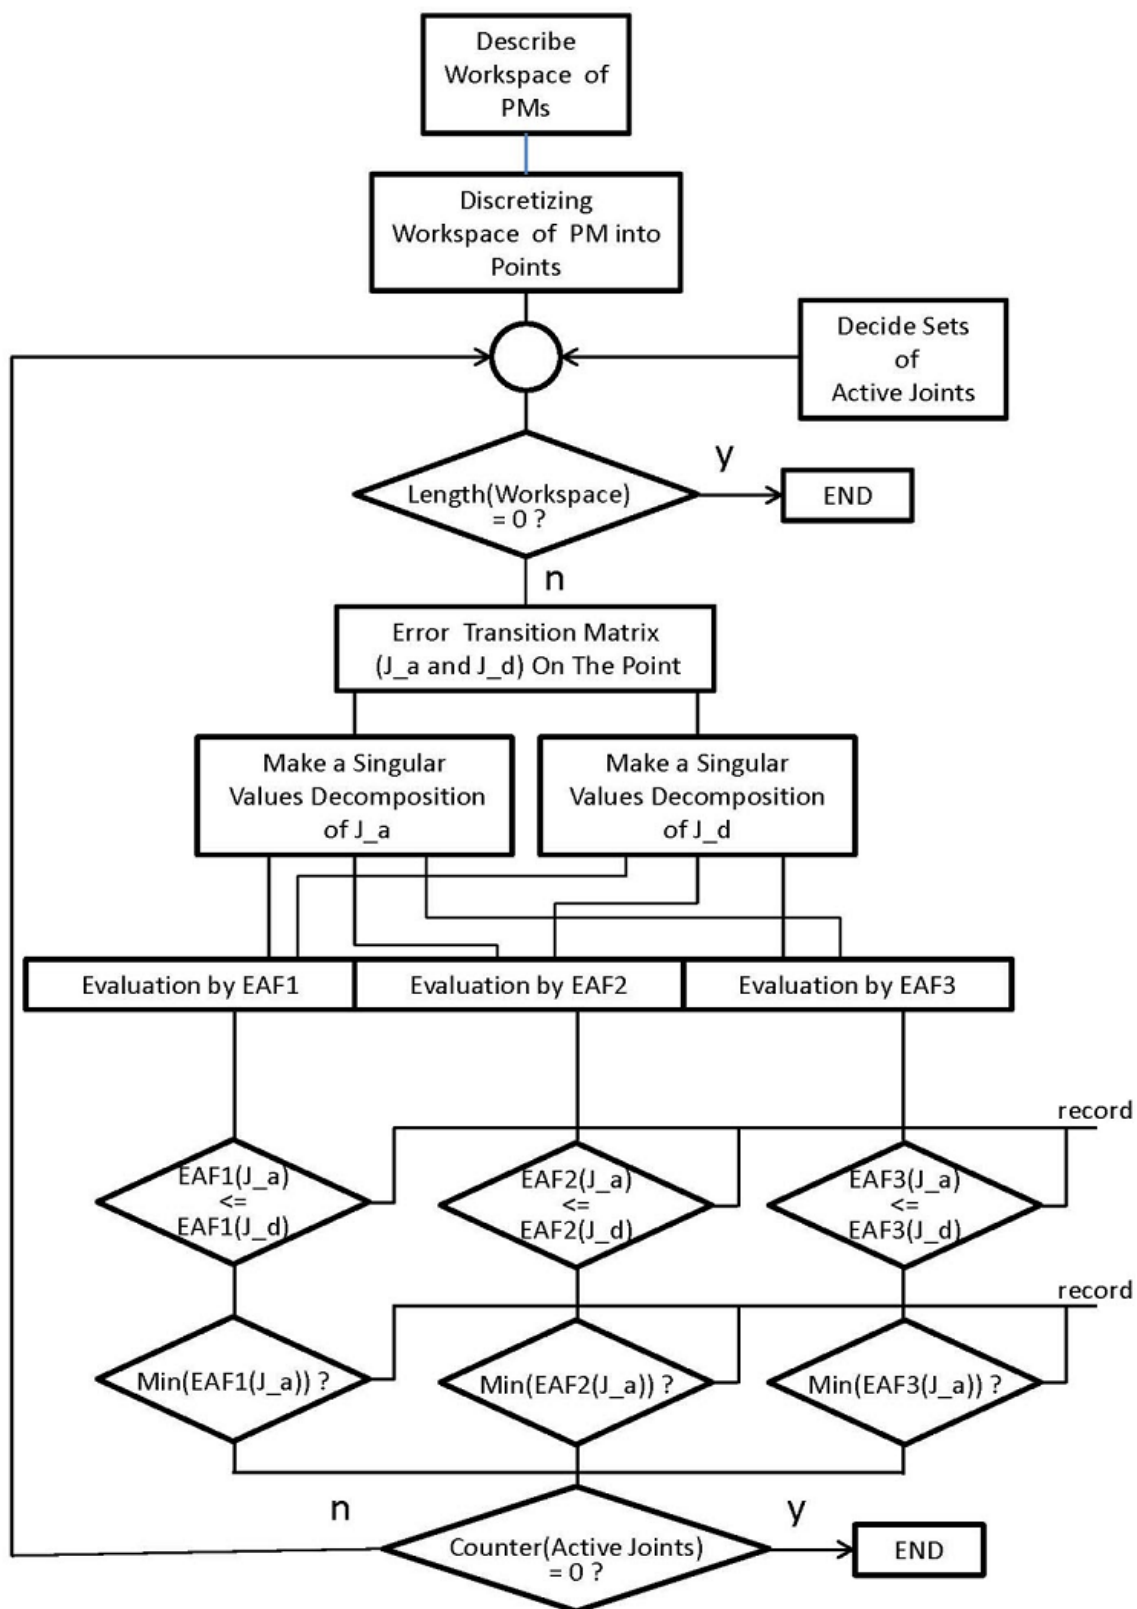 Describe
Workspace of
PMs
Discretizing
Workspace of PM into
Points
Decide Sets
of
Active Joints
y
Length(Workspace)
= 0 ?
END
n
Error Transition Matrix
(J_a and J_d) On The Point
Make a Singular
Values Decomposition
of J_a
Make a Singular
Values Decomposition
of J_d
Evaluation by EAF1
Evaluation by EAF2
Evaluation by EAF3
record
EAF1(J_a)
<=
EAF1(J_d)
EAF2(J_a)
<=
EAF2(J_d)
EAF3(J_a)
<=
EAF3(J_d)
record
Min(EAF1(J_a)) ?
Min(EAF2(J_a)) ?
Min(EAF3(J_a)) ?
n
y
Counter(Active Joints)
= 0 ?
END